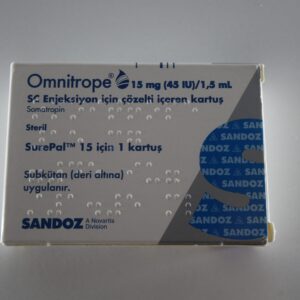 Omnitrope® 15 mg (45 IU)/1,5 ml
SC Enjeksiyon için çözelti içeren kartuş
Somatropin
Steril
SurePal™ 15 için 1 kartuş
Subkütan (deri altına)
uygulanır.
SANDOZ A Novartis
Division
SANDOZ